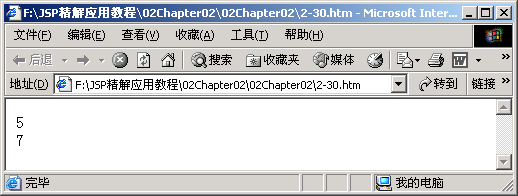 F:\JSP精解应用教程\02Chapter02\02Chapter02\2-30.htm - Microsoft Inter...
文件(F) 编辑(E) 查看(V) 收藏(A) 工具(T) 帮助(H)
后退 搜索 收藏夹 媒体
地址(D) F:\JSP精解应用教程\02Chapter02\02Chapter02\2-30.htm 转到 链接 »
5
7
完毕 我的电脑